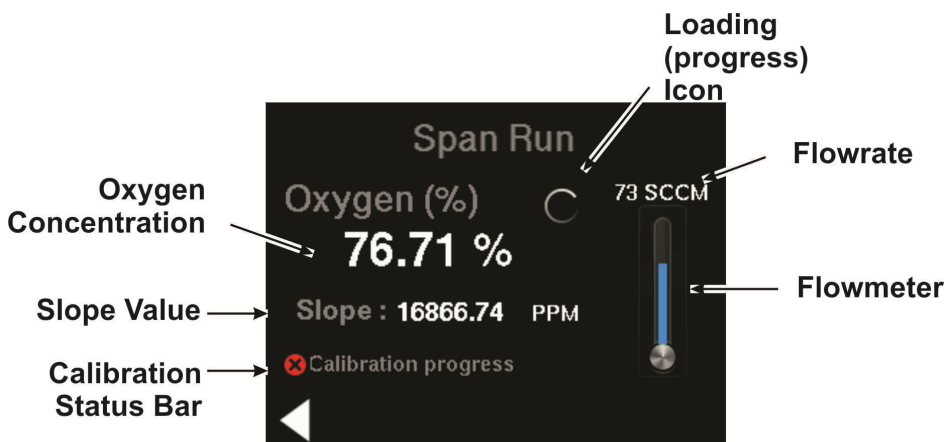 Loading
(progress)
Icon
Span Run
Flowrate
Oxygen
Concentration
Oxygen (%)
73 SCCM
76.71 %
Flowmeter
Slope Value
Slope : 16866.74 PPM
Calibration
Status Bar
Calibration progress